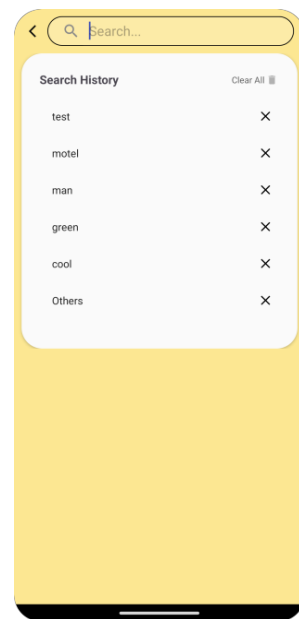 Search...
Search History Clear All
test
motel
man
green
cool
Others